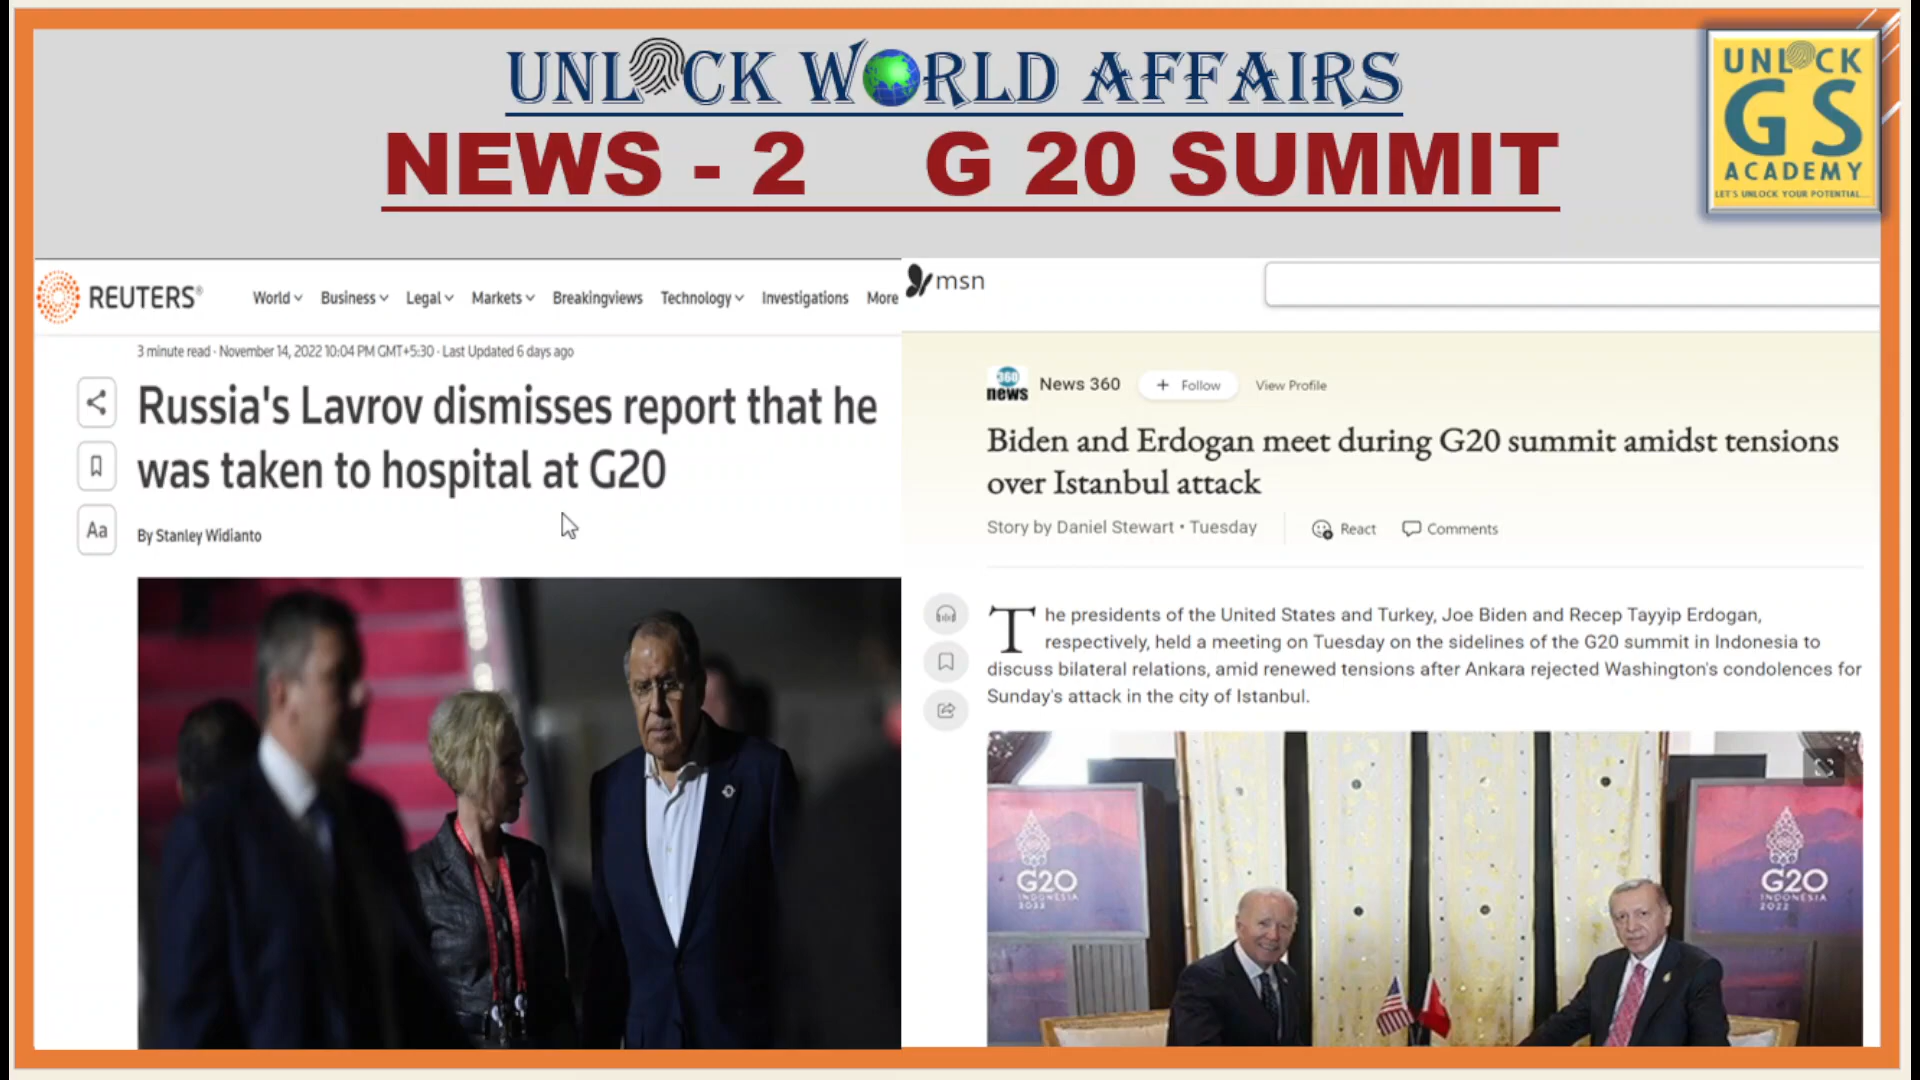 UNLOCK WORLD AFFAIRS
NEWS - 2 G 20 SUMMIT
UNLOCK
GS
ACADEMY
LET'S UNLOCK YOUR POTENTIAL...
REUTERS®
World Business Legal Markets Breakingviews Technology Investigations More
3 minute read · November 14, 2022 10:04 PM GMT+5:30 · Last Updated 6 days ago
Russia's Lavrov dismisses report that he
was taken to hospital at G20
Aa
By Stanley Widianto
msn
360
news
News 360 + Follow View Profile
Biden and Erdogan meet during G20 summit amidst tensions
over Istanbul attack
Story by Daniel Stewart • Tuesday React Comments
The presidents of the United States and Turkey, Joe Biden and Recep Tayyip Erdogan,
respectively, held a meeting on Tuesday on the sidelines of the G20 summit in Indonesia to
discuss bilateral relations, amid renewed tensions after Ankara rejected Washington's condolences for
Sunday's attack in the city of Istanbul.
G20
INDONESIA
2022
G20
INDONESIA
2022